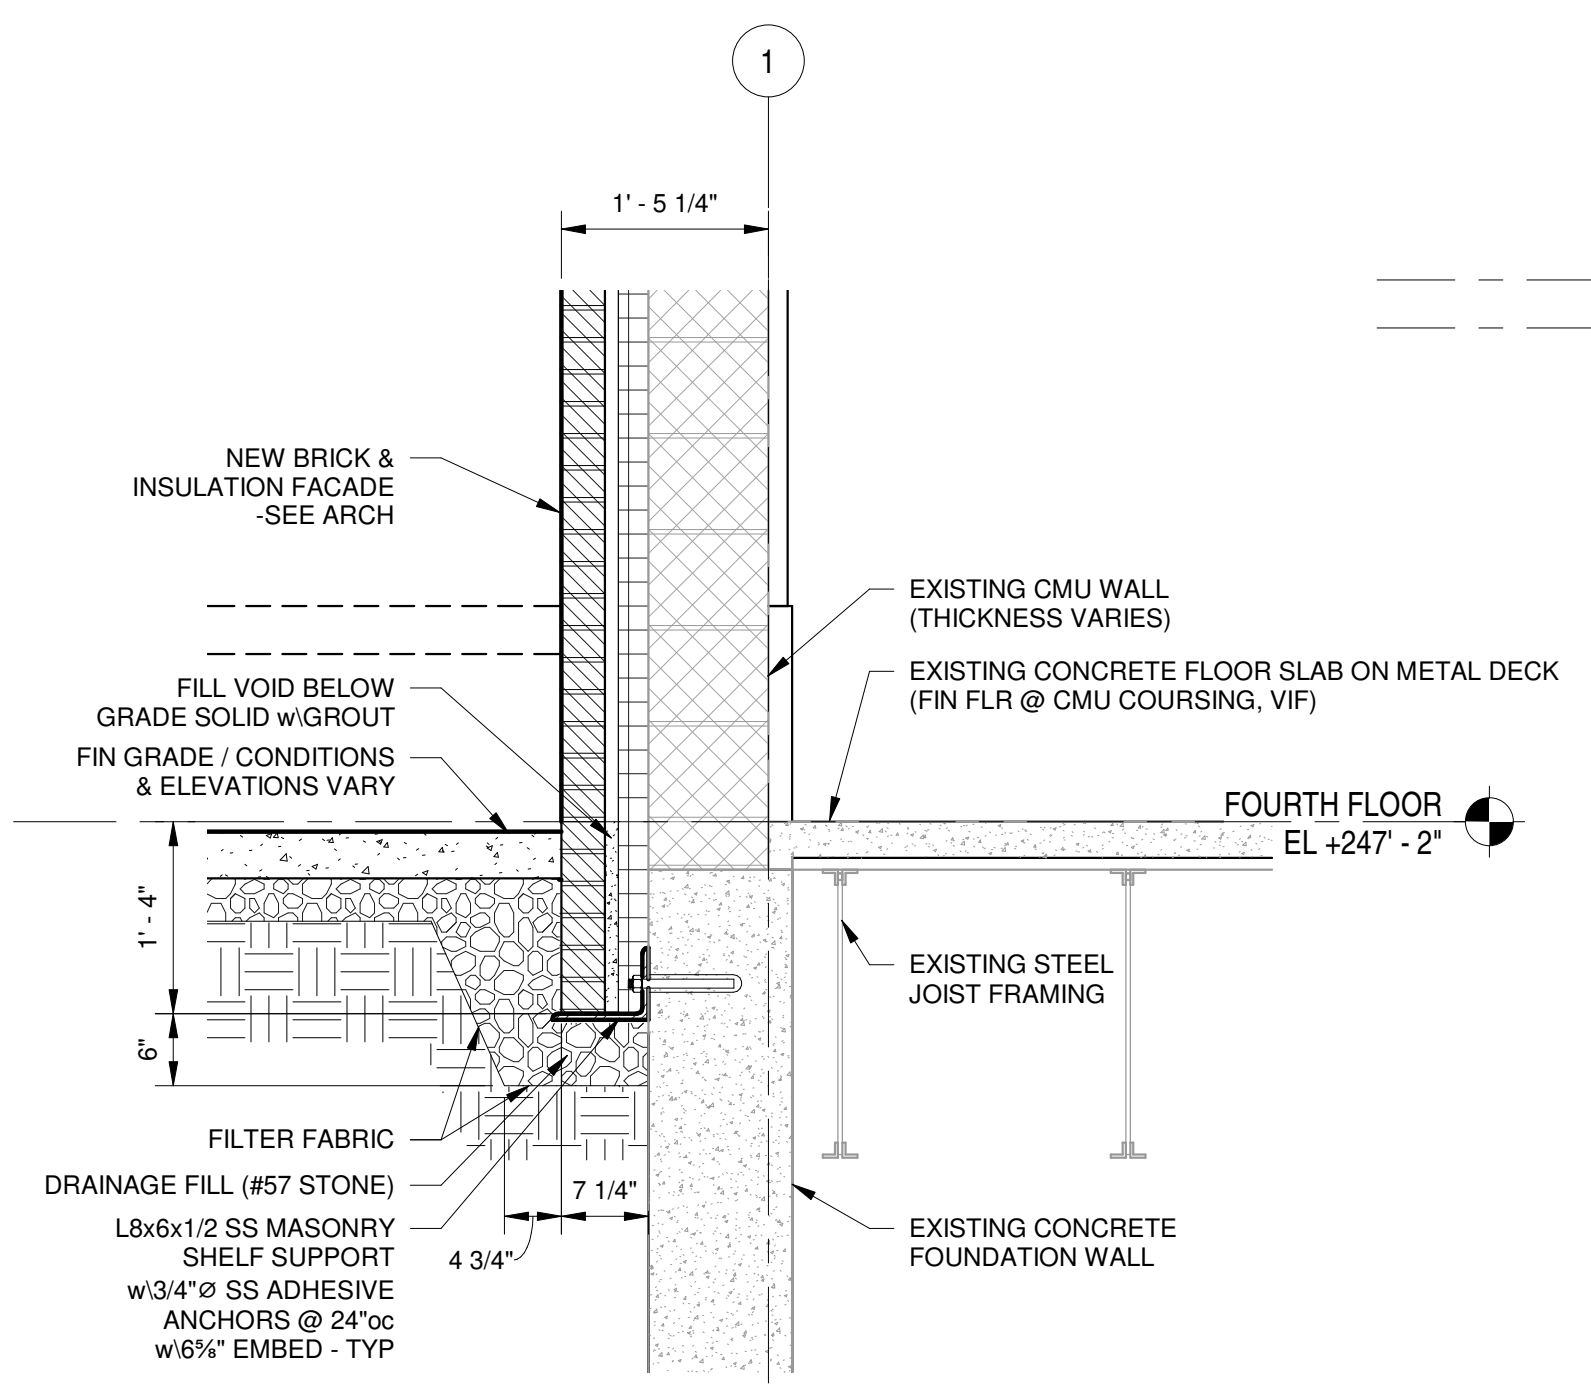 1
1' - 5 1/4"
NEW BRICK &
INSULATION FACADE
-SEE ARCH
EXISTING CMU WALL
(THICKNESS VARIES)
EXISTING CONCRETE FLOOR SLAB ON METAL DECK
(FIN FLR @ CMU COURSING, VIF)
FILL VOID BELOW
GRADE SOLID w\GROUT
FIN GRADE / CONDITIONS
& ELEVATIONS VARY
FOURTH FLOOR
EL +247' - 2"
1' - 4"
6"
EXISTING STEEL
JOIST FRAMING
FILTER FABRIC
DRAINAGE FILL (#57 STONE)
7 1/4"
4 3/4"
L8x6x1/2 SS MASONRY
SHELF SUPPORT
w\3/4"Ø SS ADHESIVE
ANCHORS @ 24"oc
w\6⅝" EMBED - TYP
EXISTING CONCRETE
FOUNDATION WALL